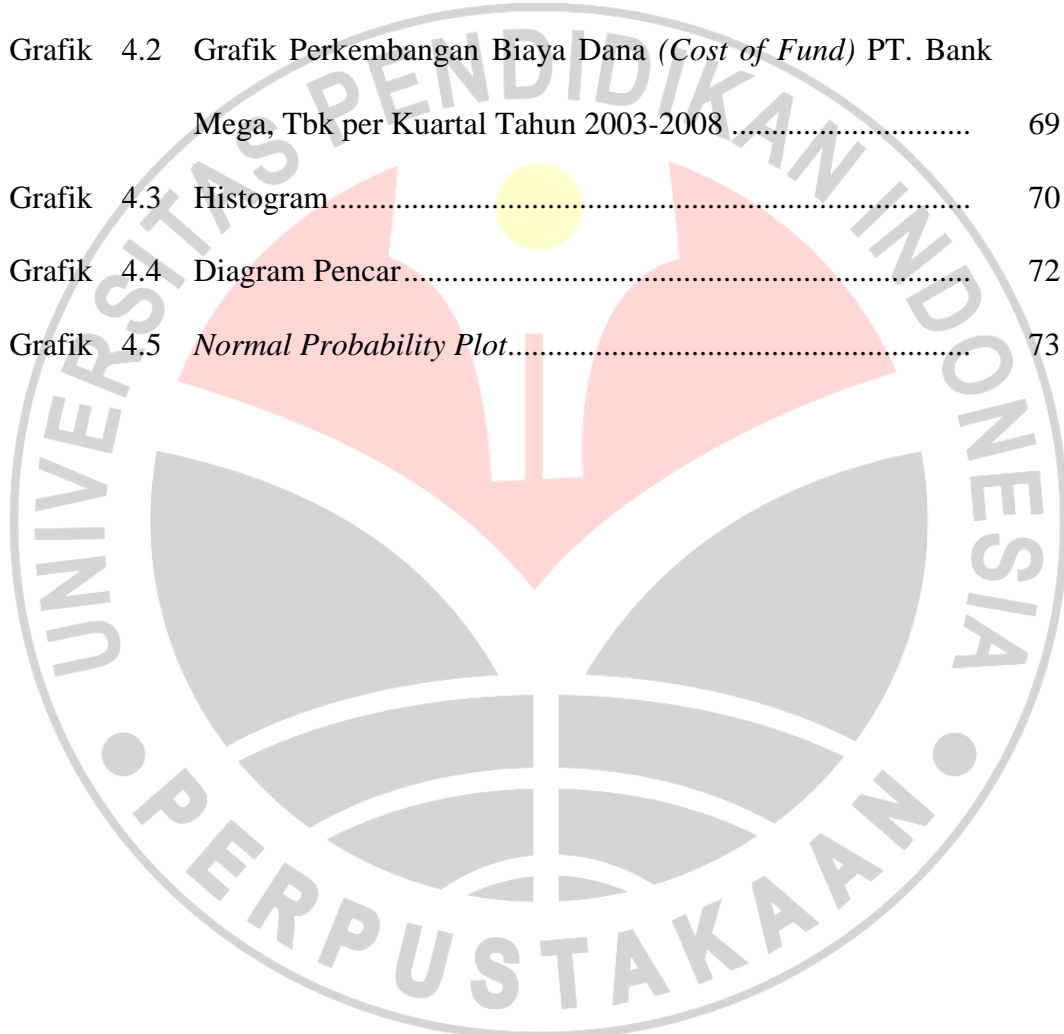 Grafik 4.2 Grafik Perkembangan Biaya Dana (Cost of Fund) PT. Bank
Mega, Tbk per Kuartal Tahun 2003-2008 ............................ 69
Grafik 4.3 Histogram........................................................................ 70
Grafik 4.4 Diagram Pencar ............................................................... 72
Grafik 4.5 Normal Probability Plot.................................................... 73
UNIVERSITAS PENDIDIKAN INDONESIA
PERPUSTAKAAN